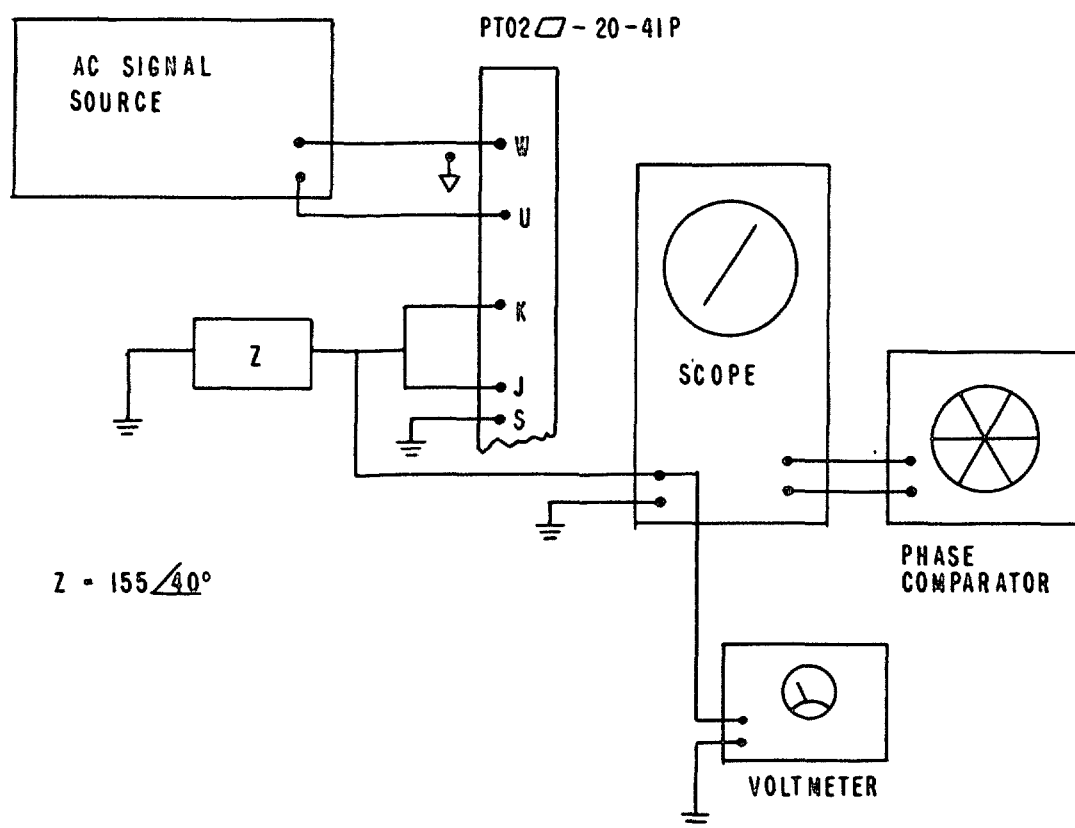 PT02▱-20-41P
AC SIGNAL
SOURCE
W
U
K
Z
J
S
SCOPE
Z = 155∠40°
PHASE
COMPARATOR
VOLTMETER